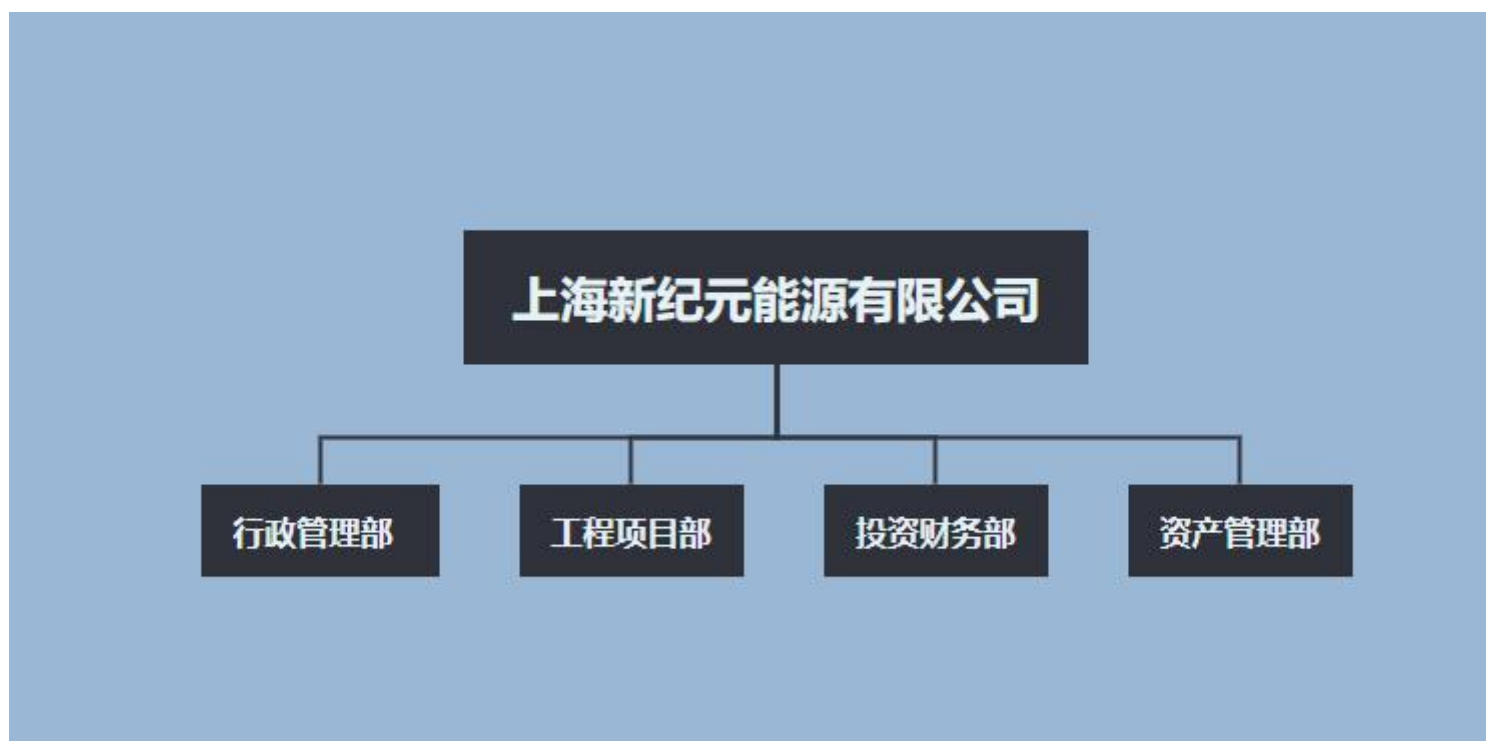 上海新纪元能源有限公司
行政管理部
工程项目部
投资财务部
资产管理部